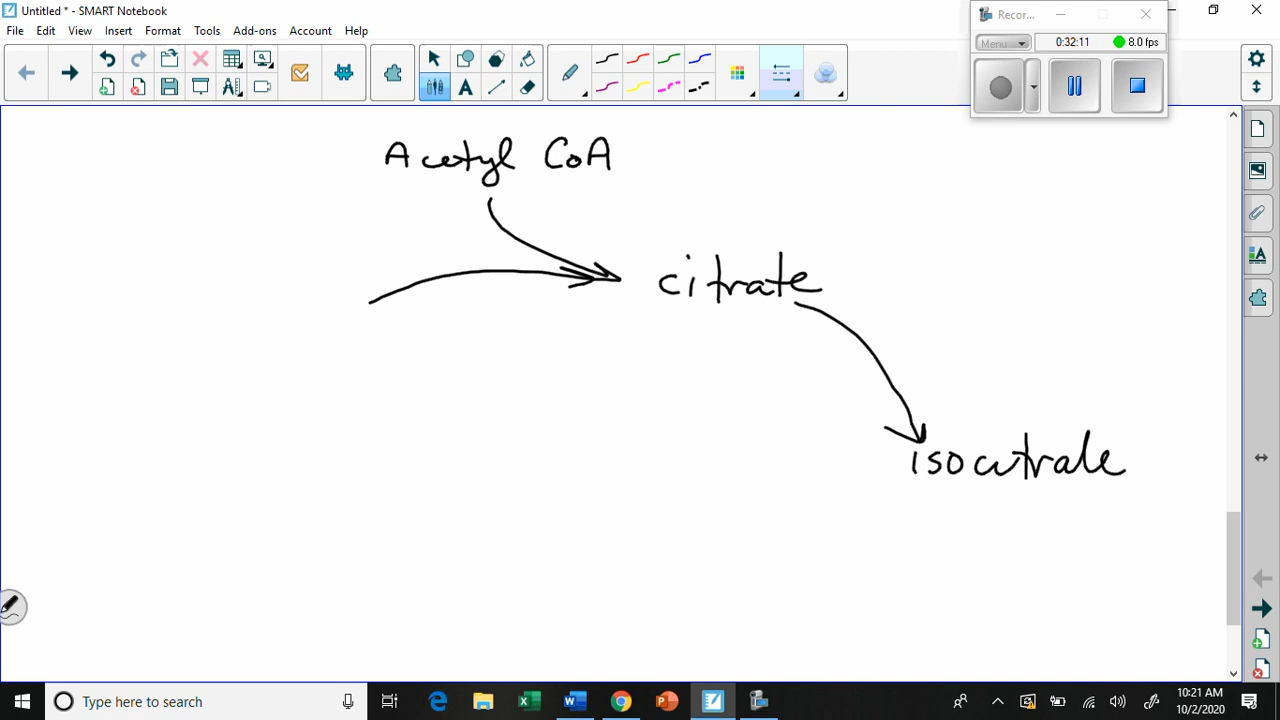 Untitled * - SMART Notebook
File Edit View Insert Format Tools Add-ons Account Help
Recor...
Menu
0:32:11
8.0 fps
Acetyl CoA
citrate
isocitrate
Type here to search
10:21 AM
10/2/2020